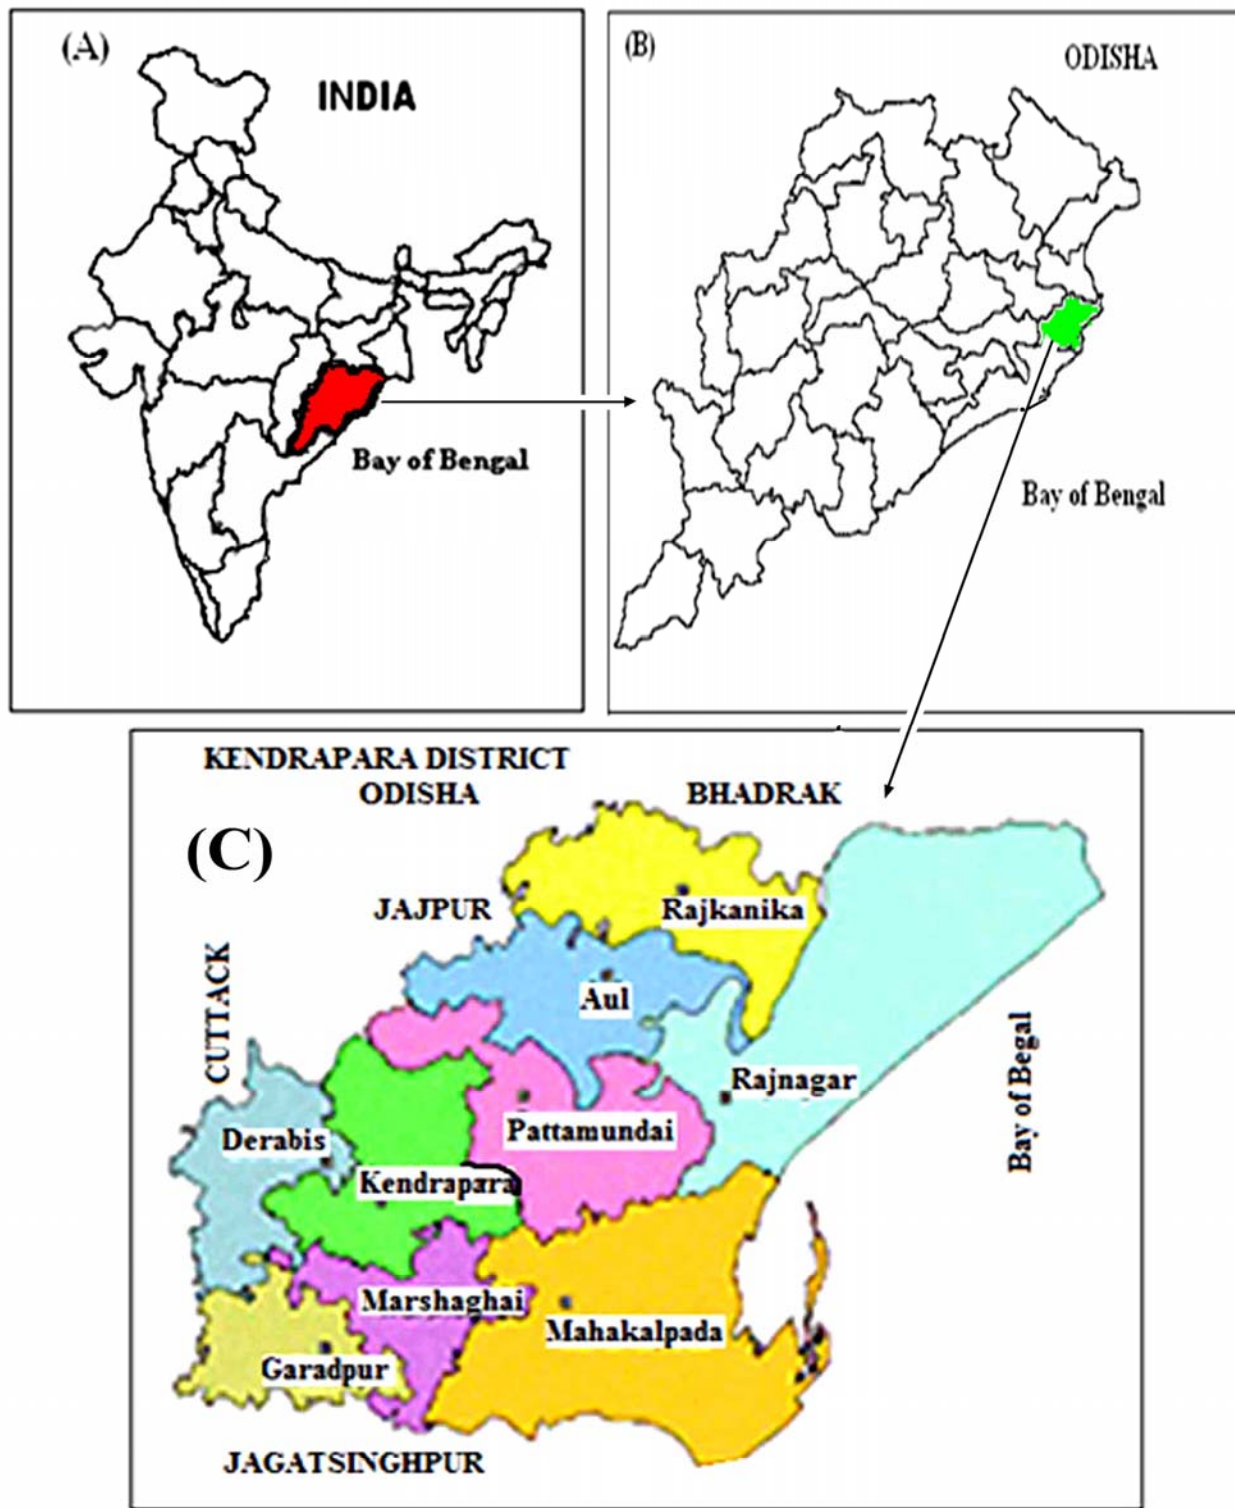 (A)
INDIA
Bay of Bengal
(B)
ODISHA
Bay of Bengal
KENDRAPARA DISTRICT
ODISHA
BHADRAK
(C)
JAJPUR
Rajkanika
CUTTACK
Aul
Bay of Begal
Rajnagar
Derabis
Pattamundai
Kendrapara
Marshaghai
Mahakalpada
Garadpur
JAGATSINGHPUR